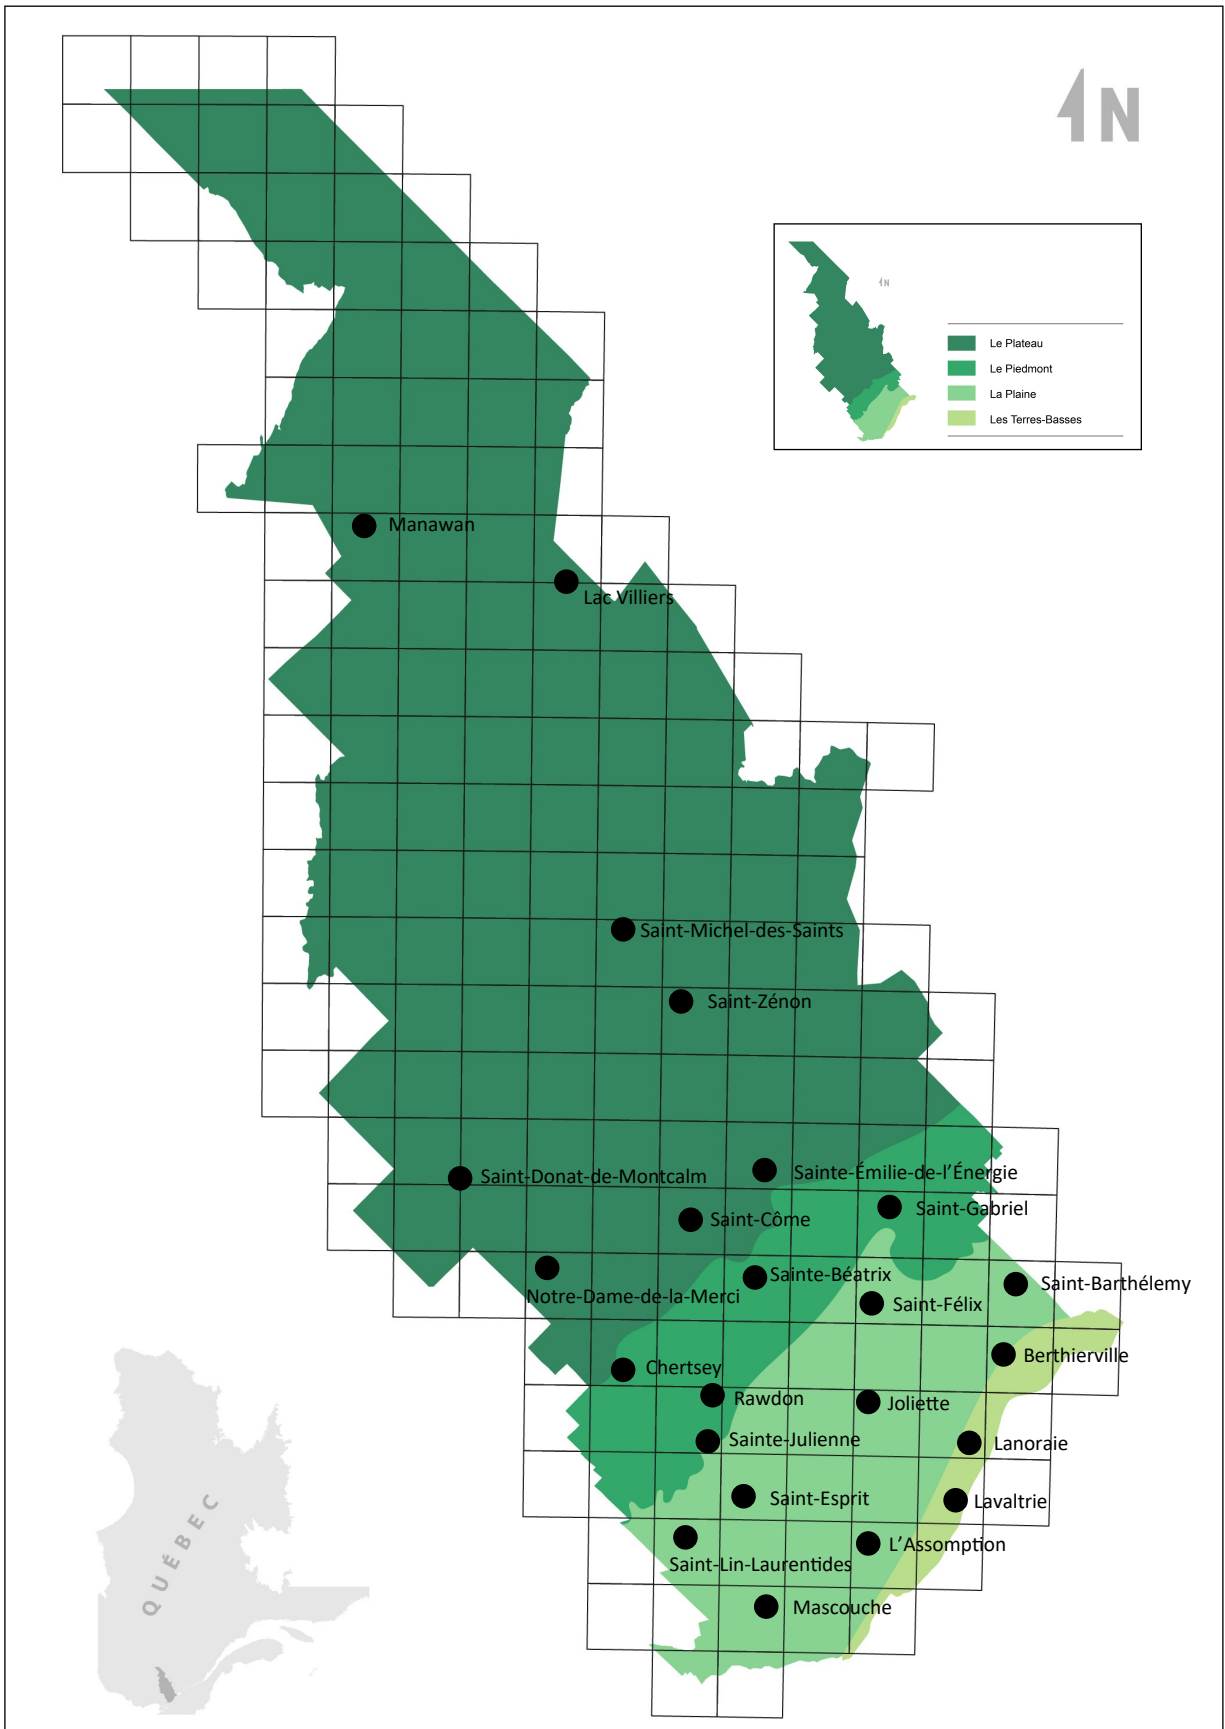 N
N
Le Plateau
Le Piedmont
La Plaine
Les Terres-Basses
Manawan
Lac Villiers
Saint-Michel-des-Saints
Saint-Zénon
Saint-Donat-de-Montcalm
Sainte-Émilie-de-l’Énergie
Saint-Gabriel
Saint-Côme
Sainte-Béatrix
Saint-Barthélemy
Notre-Dame-de-la-Merci
Saint-Félix
Berthierville
Chertsey
Rawdon
Joliette
Sainte-Julienne
Lanoraie
Saint-Esprit
Lavaltrie
L’Assomption
Saint-Lin-Laurentides
Mascouche
QUÉBEC